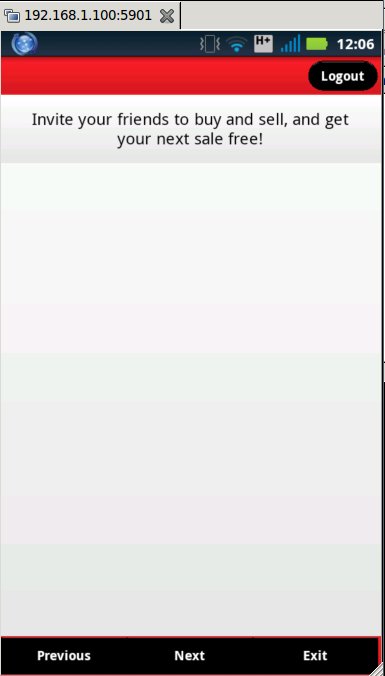 192.168.1.100:5901
H+
12:06
Logout
Invite your friends to buy and sell, and get
your next sale free!
Previous
Next
Exit